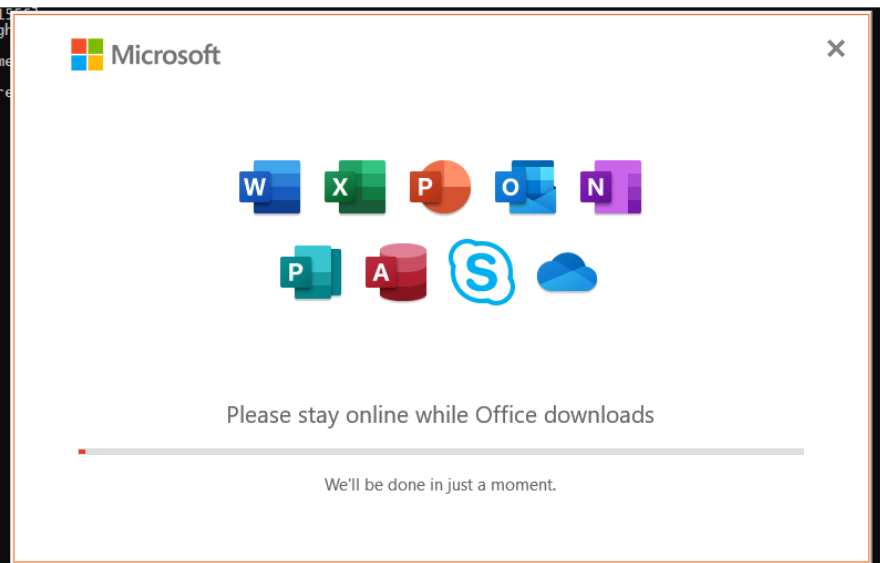 Microsoft
W X P O N
P A S
Please stay online while Office downloads
We'll be done in just a moment.